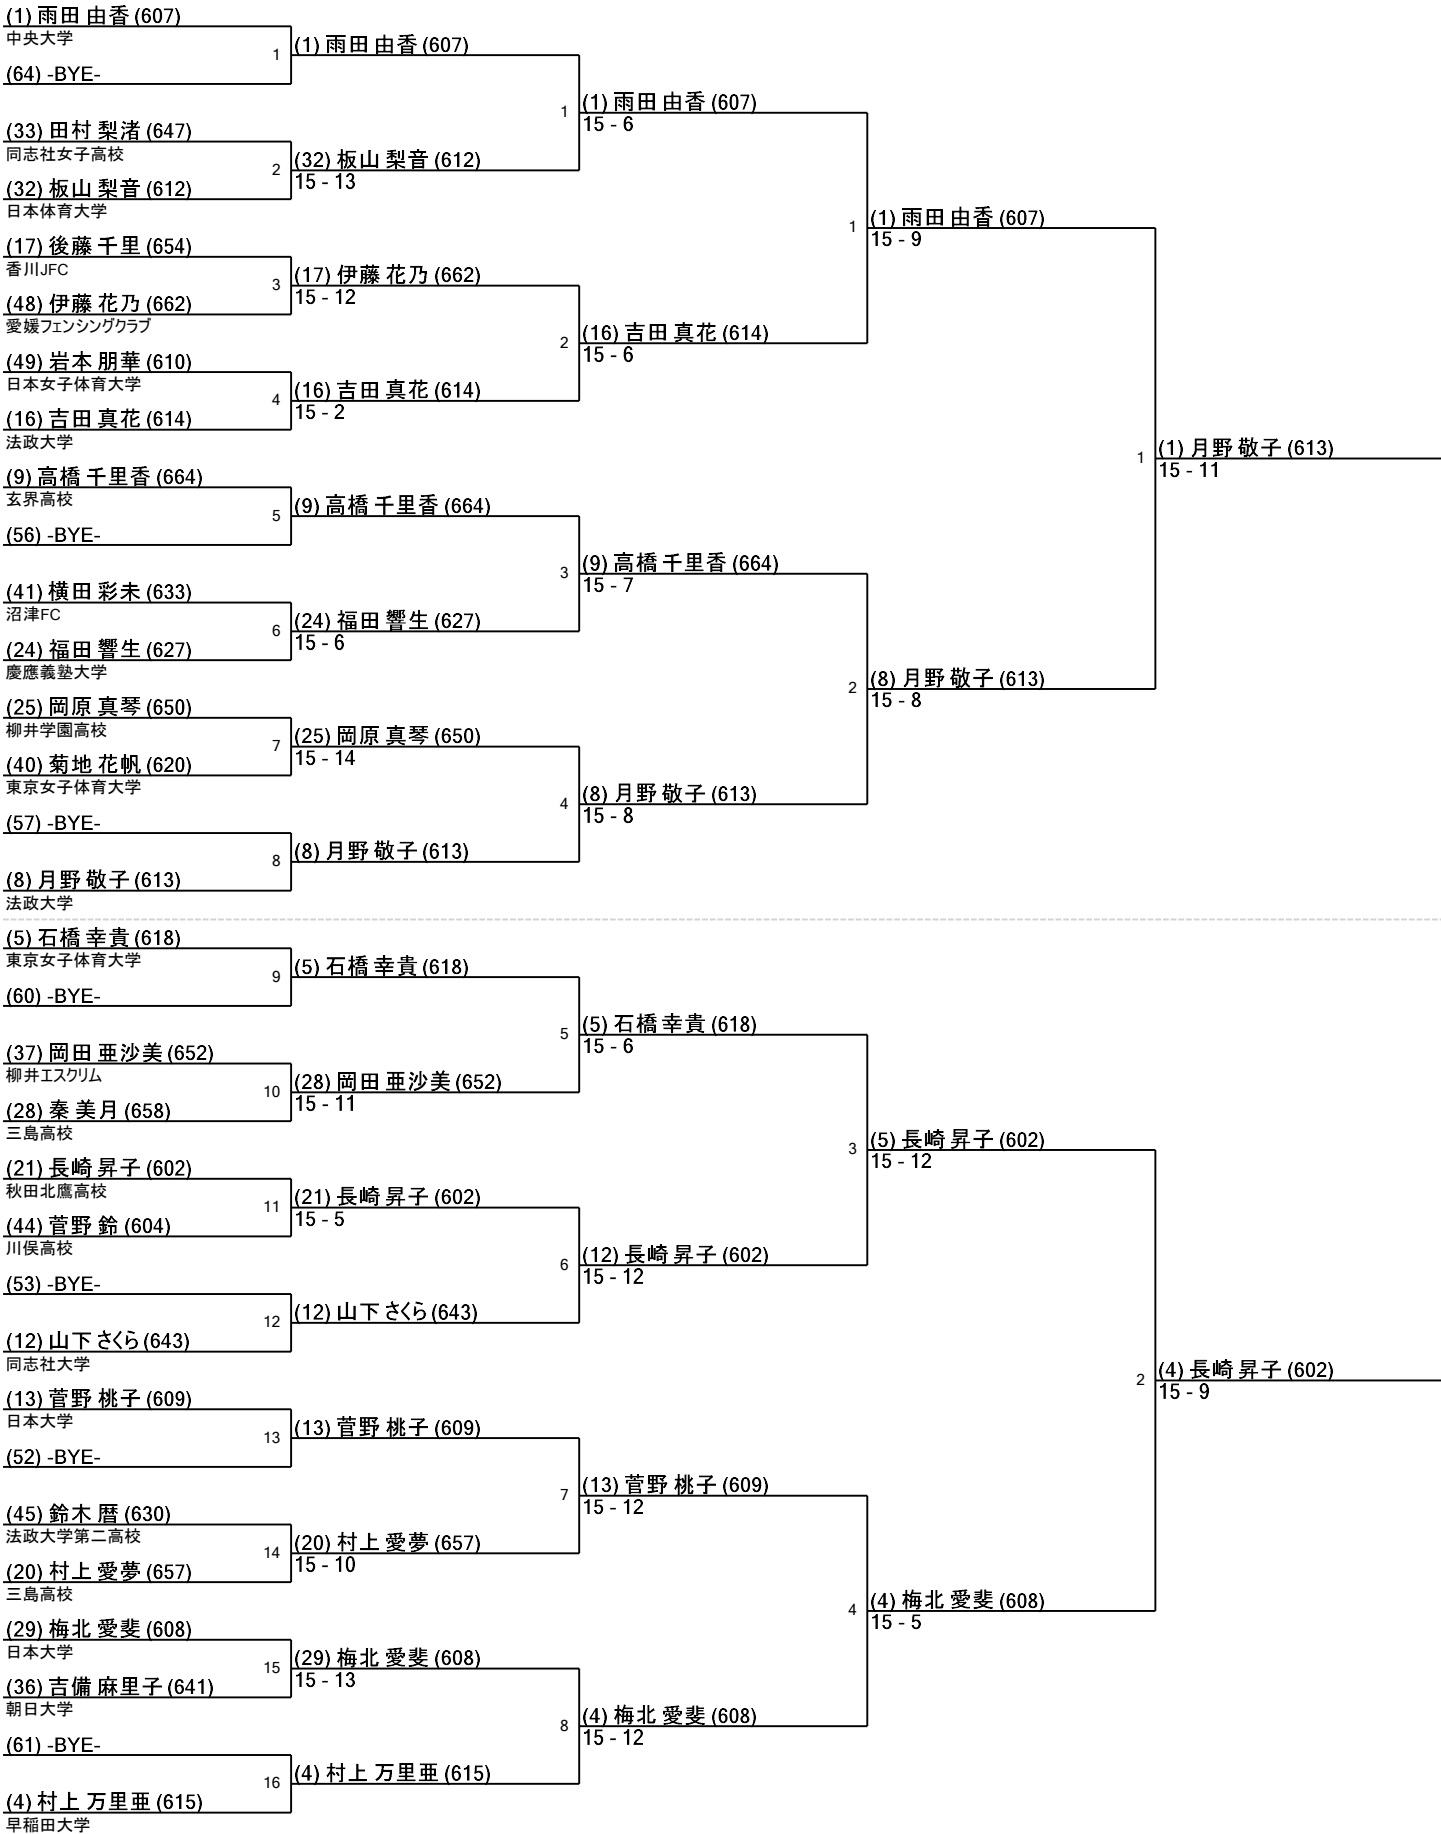 (1) 雨田 由香 (607)
中央大学
(64) -BYE-
1
(33) 田村 梨渚 (647)
同志社女子高校
(32) 板山 梨音 (612)
日本体育大学
2
(17) 後藤 千里 (654)
香川JFC
(48) 伊藤 花乃 (662)
愛媛フェンシングクラブ
3
(49) 岩本 朋華 (610)
日本女子体育大学
(16) 吉田 真花 (614)
法政大学
4
(9) 高橋 千里香 (664)
玄界高校
(56) -BYE-
5
(41) 横田 彩未 (633)
沼津FC
(24) 福田 響生 (627)
慶應義塾大学
6
(25) 岡原 真琴 (650)
柳井学園高校
(40) 菊地 花帆 (620)
東京女子体育大学
7
(57) -BYE-
(8) 月野 敬子 (613)
法政大学
8
(5) 石橋 幸貴 (618)
東京女子体育大学
(60) -BYE-
9
(37) 岡田 亜沙美 (652)
柳井エスクリム
(28) 秦 美月 (658)
三島高校
10
(21) 長崎 昇子 (602)
秋田北鷹高校
(44) 菅野 鈴 (604)
川俣高校
11
(53) -BYE-
(12) 山下 さくら (643)
同志社大学
12
(13) 菅野 桃子 (609)
日本大学
(52) -BYE-
13
(45) 鈴木 暦 (630)
法政大学第二高校
(20) 村上 愛夢 (657)
三島高校
14
(29) 梅北 愛斐 (608)
日本大学
(36) 吉備 麻里子 (641)
朝日大学
15
(61) -BYE-
(4) 村上 万里亜 (615)
早稲田大学
16
(1) 雨田 由香 (607)
1
(32) 板山 梨音 (612)
15 - 13
(17) 伊藤 花乃 (662)
15 - 12
2
(16) 吉田 真花 (614)
15 - 2
(9) 高橋 千里香 (664)
3
(24) 福田 響生 (627)
15 - 6
(25) 岡原 真琴 (650)
15 - 14
4
(8) 月野 敬子 (613)
(5) 石橋 幸貴 (618)
5
(28) 岡田 亜沙美 (652)
15 - 11
(21) 長崎 昇子 (602)
15 - 5
6
(12) 山下 さくら (643)
(13) 菅野 桃子 (609)
7
(20) 村上 愛夢 (657)
15 - 10
(29) 梅北 愛斐 (608)
15 - 13
8
(4) 村上 万里亜 (615)
(1) 雨田 由香 (607)
15 - 6
1
(16) 吉田 真花 (614)
15 - 6
(9) 高橋 千里香 (664)
15 - 7
2
(8) 月野 敬子 (613)
15 - 8
(5) 石橋 幸貴 (618)
15 - 6
3
(12) 長崎 昇子 (602)
15 - 12
(13) 菅野 桃子 (609)
15 - 12
4
(4) 梅北 愛斐 (608)
15 - 12
(1) 雨田 由香 (607)
15 - 9
1
(8) 月野 敬子 (613)
15 - 8
(5) 長崎 昇子 (602)
15 - 12
2
(4) 梅北 愛斐 (608)
15 - 5
(1) 月野 敬子 (613)
15 - 11
(4) 長崎 昇子 (602)
15 - 9